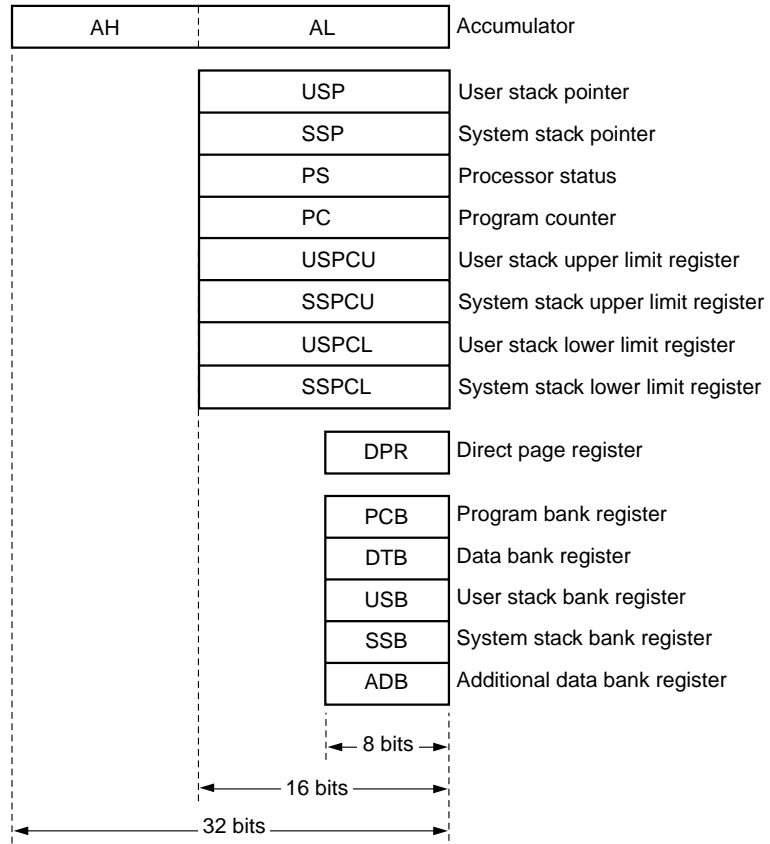 AH AL Accumulator
USP User stack pointer
SSP System stack pointer
PS Processor status
PC Program counter
USPCU User stack upper limit register
SSPCU System stack upper limit register
USPCL User stack lower limit register
SSPCL System stack lower limit register
DPR Direct page register
PCB Program bank register
DTB Data bank register
USB User stack bank register
SSB System stack bank register
ADB Additional data bank register
8 bits
16 bits
32 bits